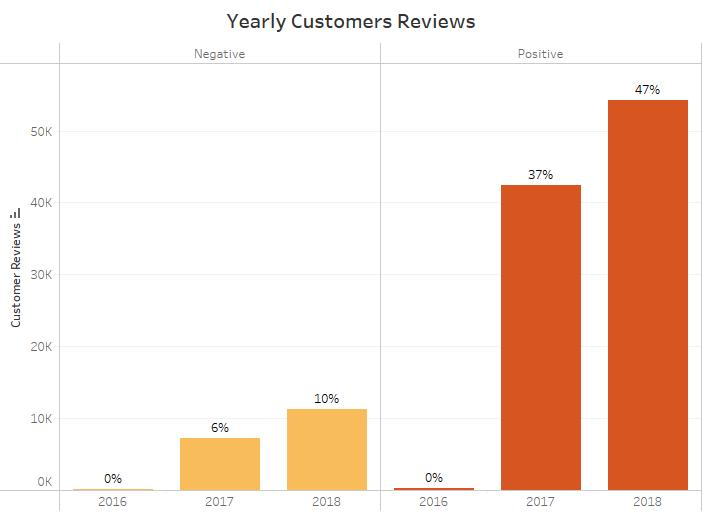 Yearly Customers Reviews
Negative
Positive
Customer Reviews
50K
40K
30K
20K
10K
0K
0%
6%
10%
0%
37%
47%
2016
2017
2018
2016
2017
2018